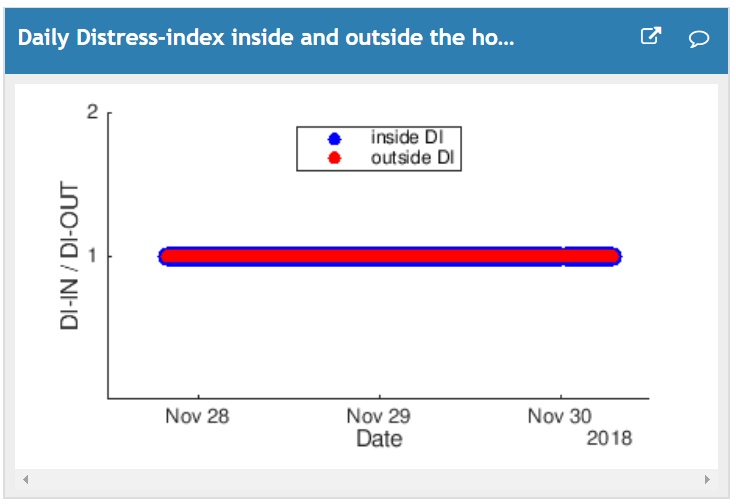 Daily Distress-index inside and outside the ho...
2
inside DI
outside DI
DI-IN / DI-OUT
1
Nov 28
Nov 29
Nov 30
Date
2018